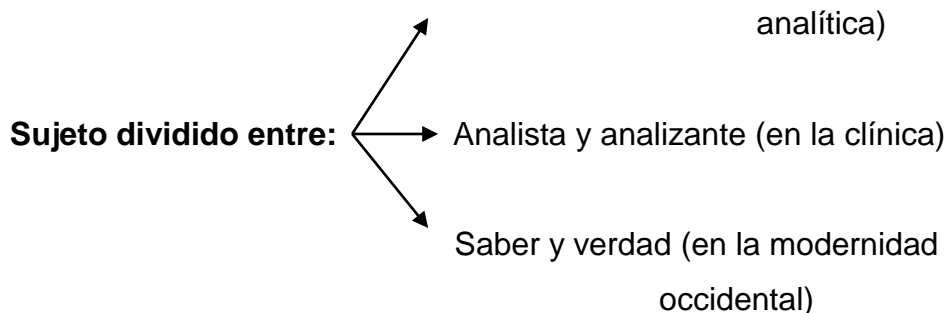 analítica)
Sujeto dividido entre:
Analista y analizante (en la clínica)
Saber y verdad (en la modernidad
occidental)